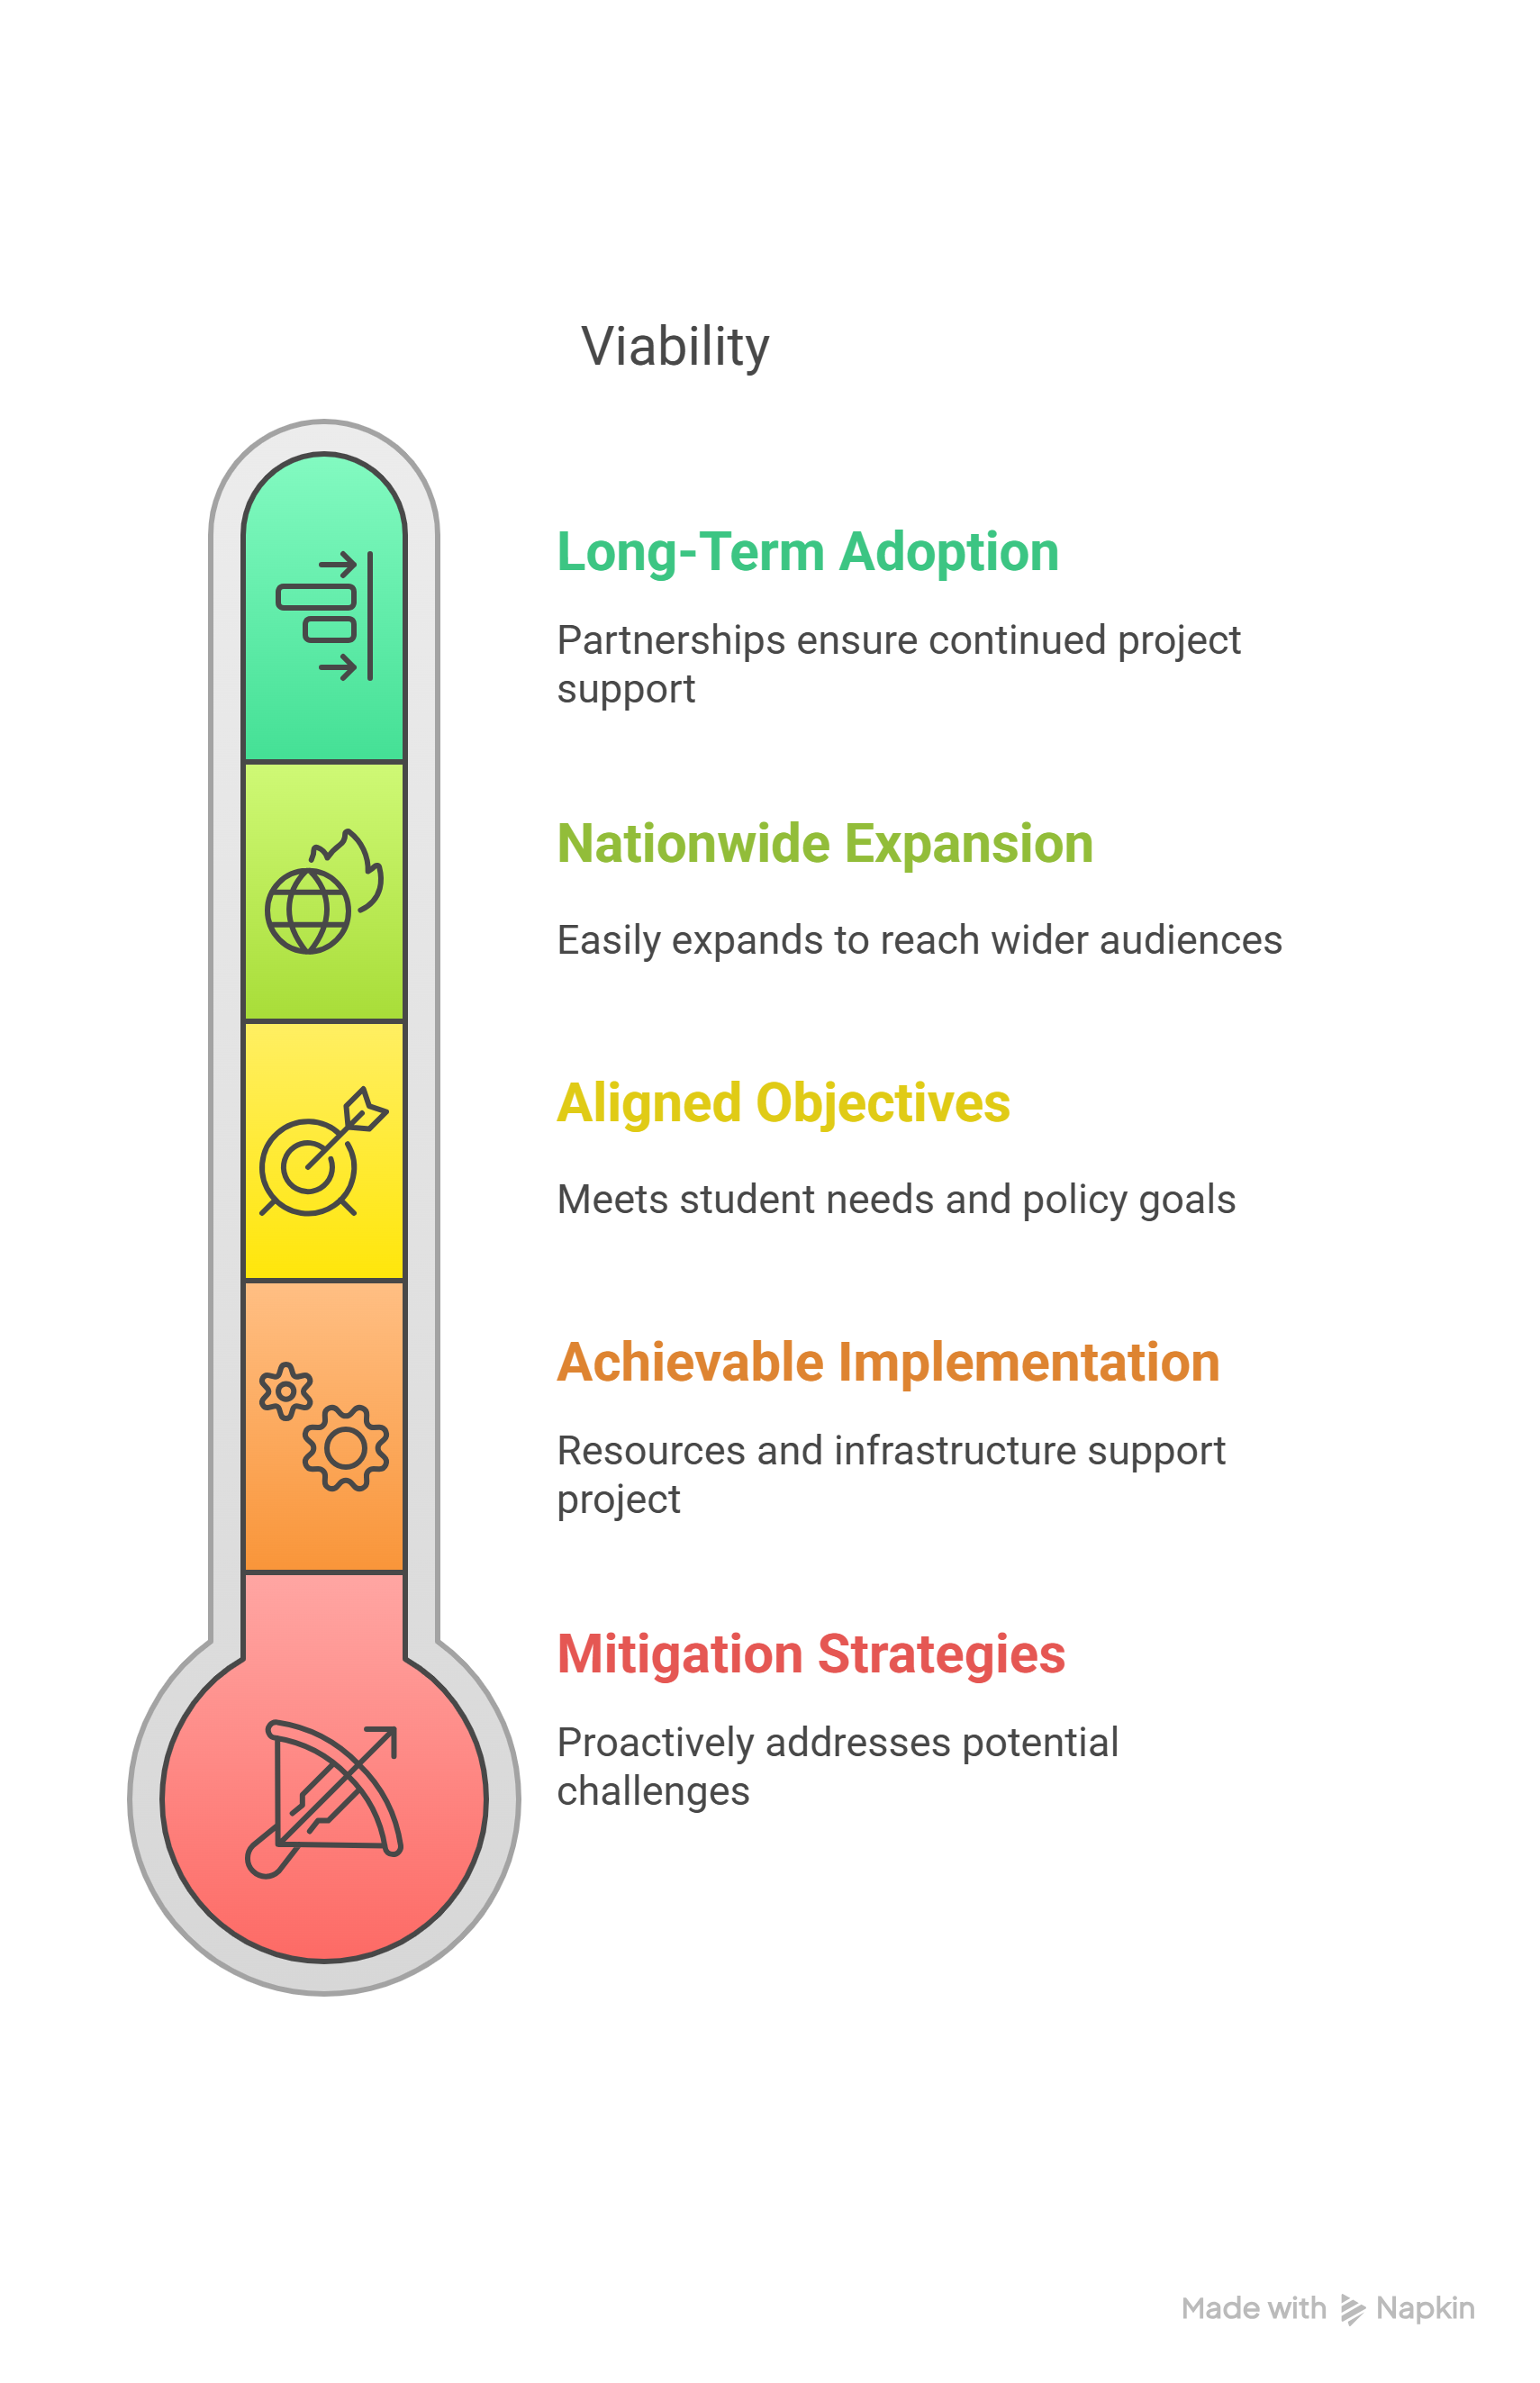 Viability
Long-Term Adoption
Partnerships ensure continued project
support
Nationwide Expansion
Easily expands to reach wider audiences
Aligned Objectives
Meets student needs and policy goals
Achievable Implementation
Resources and infrastructure support
project
Mitigation Strategies
Proactively addresses potential
challenges
Made with Napkin